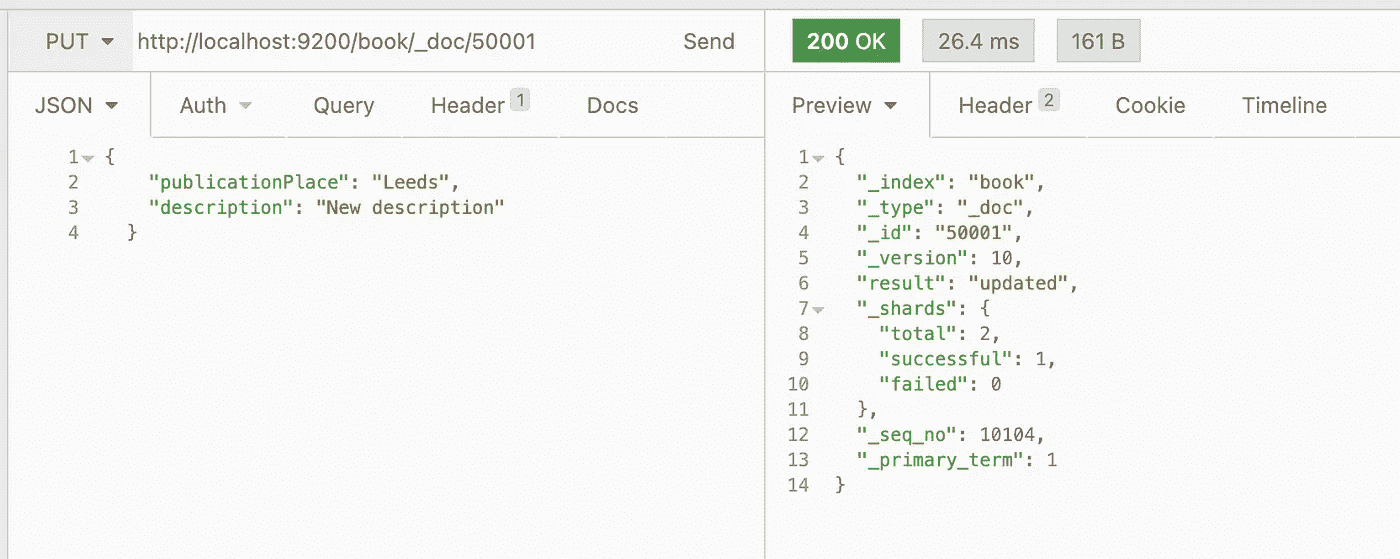 PUT http://localhost:9200/book/_doc/50001 Send
JSON Auth Query Header 1 Docs
1 {
2 "publicationPlace": "Leeds",
3 "description": "New description"
4 }
200 OK 26.4 ms 161 B
Preview Header 2 Cookie Timeline
1 {
2 "_index": "book",
3 "_type": "_doc",
4 "_id": "50001",
5 "_version": 10,
6 "result": "updated",
7 "_shards": {
8 "total": 2,
9 "successful": 1,
10 "failed": 0
11 },
12 "_seq_no": 10104,
13 "_primary_term": 1
14 }